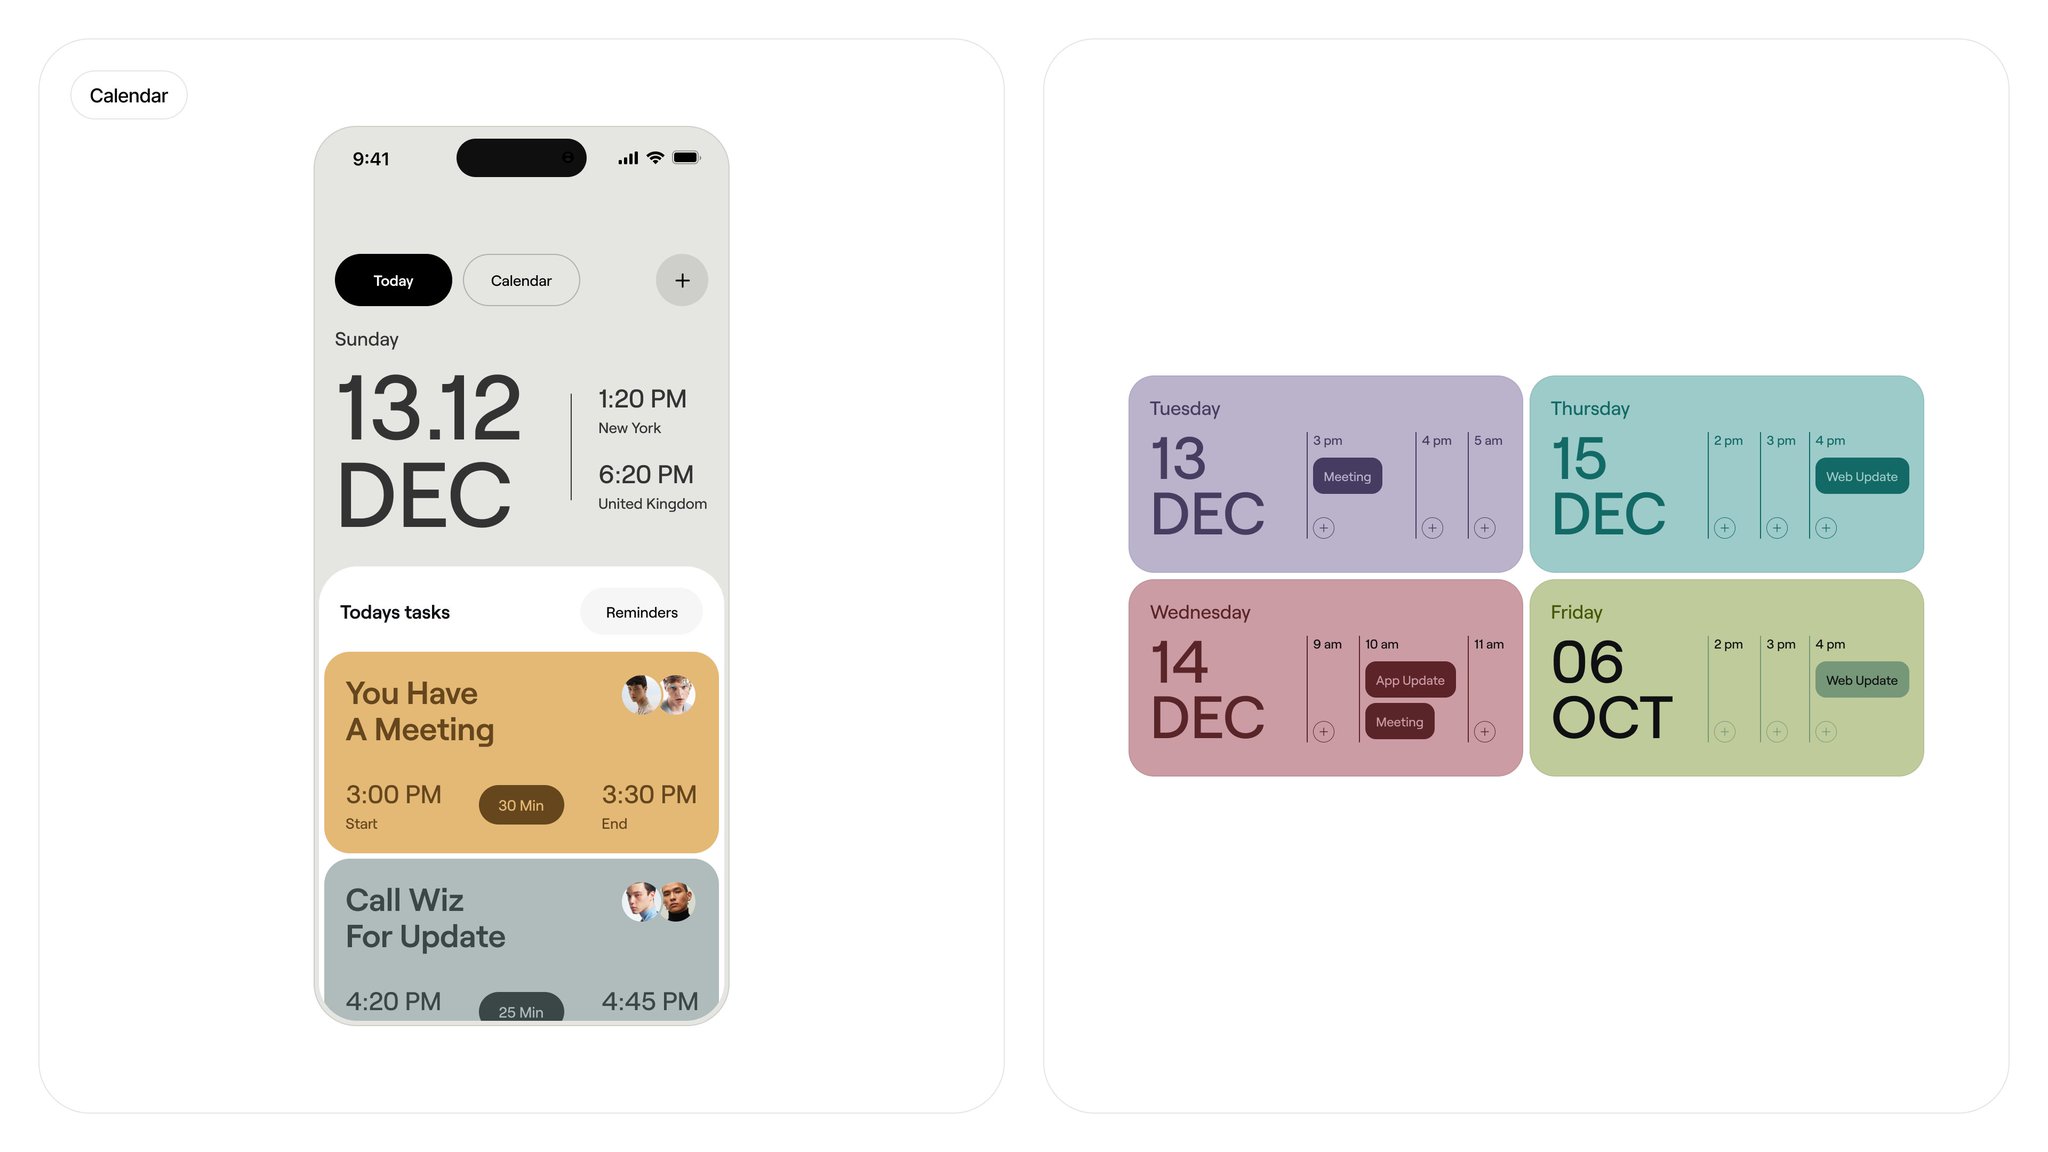 Calendar
9:41
Today
Calendar
+
Sunday
13.12
DEC
1:20 PM
New York
6:20 PM
United Kingdom
Todays tasks
Reminders
You Have
A Meeting
3:00 PM
Start
30 Min
3:30 PM
End
Call Wiz
For Update
4:20 PM
25 Min
4:45 PM
Tuesday
13
DEC
3 pm
Meeting
4 pm
5 am
Thursday
15
DEC
2 pm
3 pm
4 pm
Web Update
Wednesday
14
DEC
9 am
10 am
App Update
Meeting
11 am
Friday
06
OCT
2 pm
3 pm
4 pm
Web Update